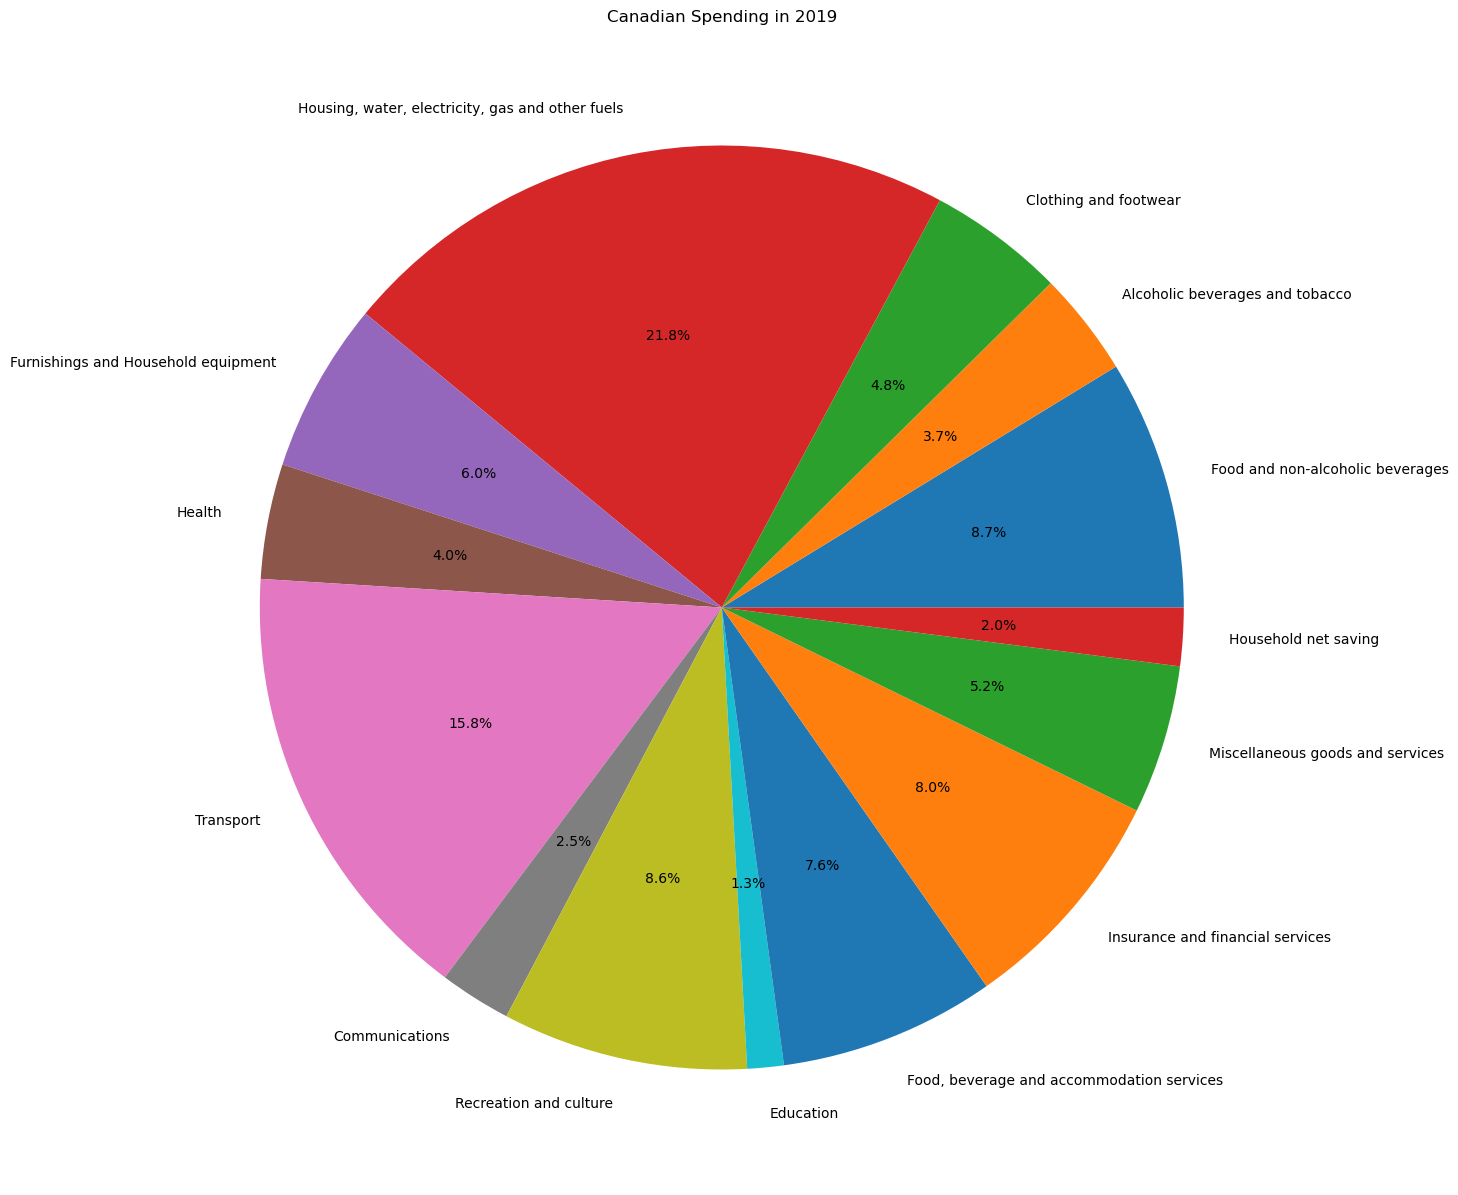 Canadian Spending in 2019
Housing, water, electricity, gas and other fuels
Clothing and footwear
Alcoholic beverages and tobacco
21.8%
Furnishings and Household equipment
4.8%
3.7%
Food and non-alcoholic beverages
6.0%
Health
8.7%
4.0%
2.0%
Household net saving
5.2%
15.8%
Miscellaneous goods and services
8.0%
Transport
2.5%
7.6%
8.6%
1.3%
Insurance and financial services
Communications
Food, beverage and accommodation services
Recreation and culture
Education